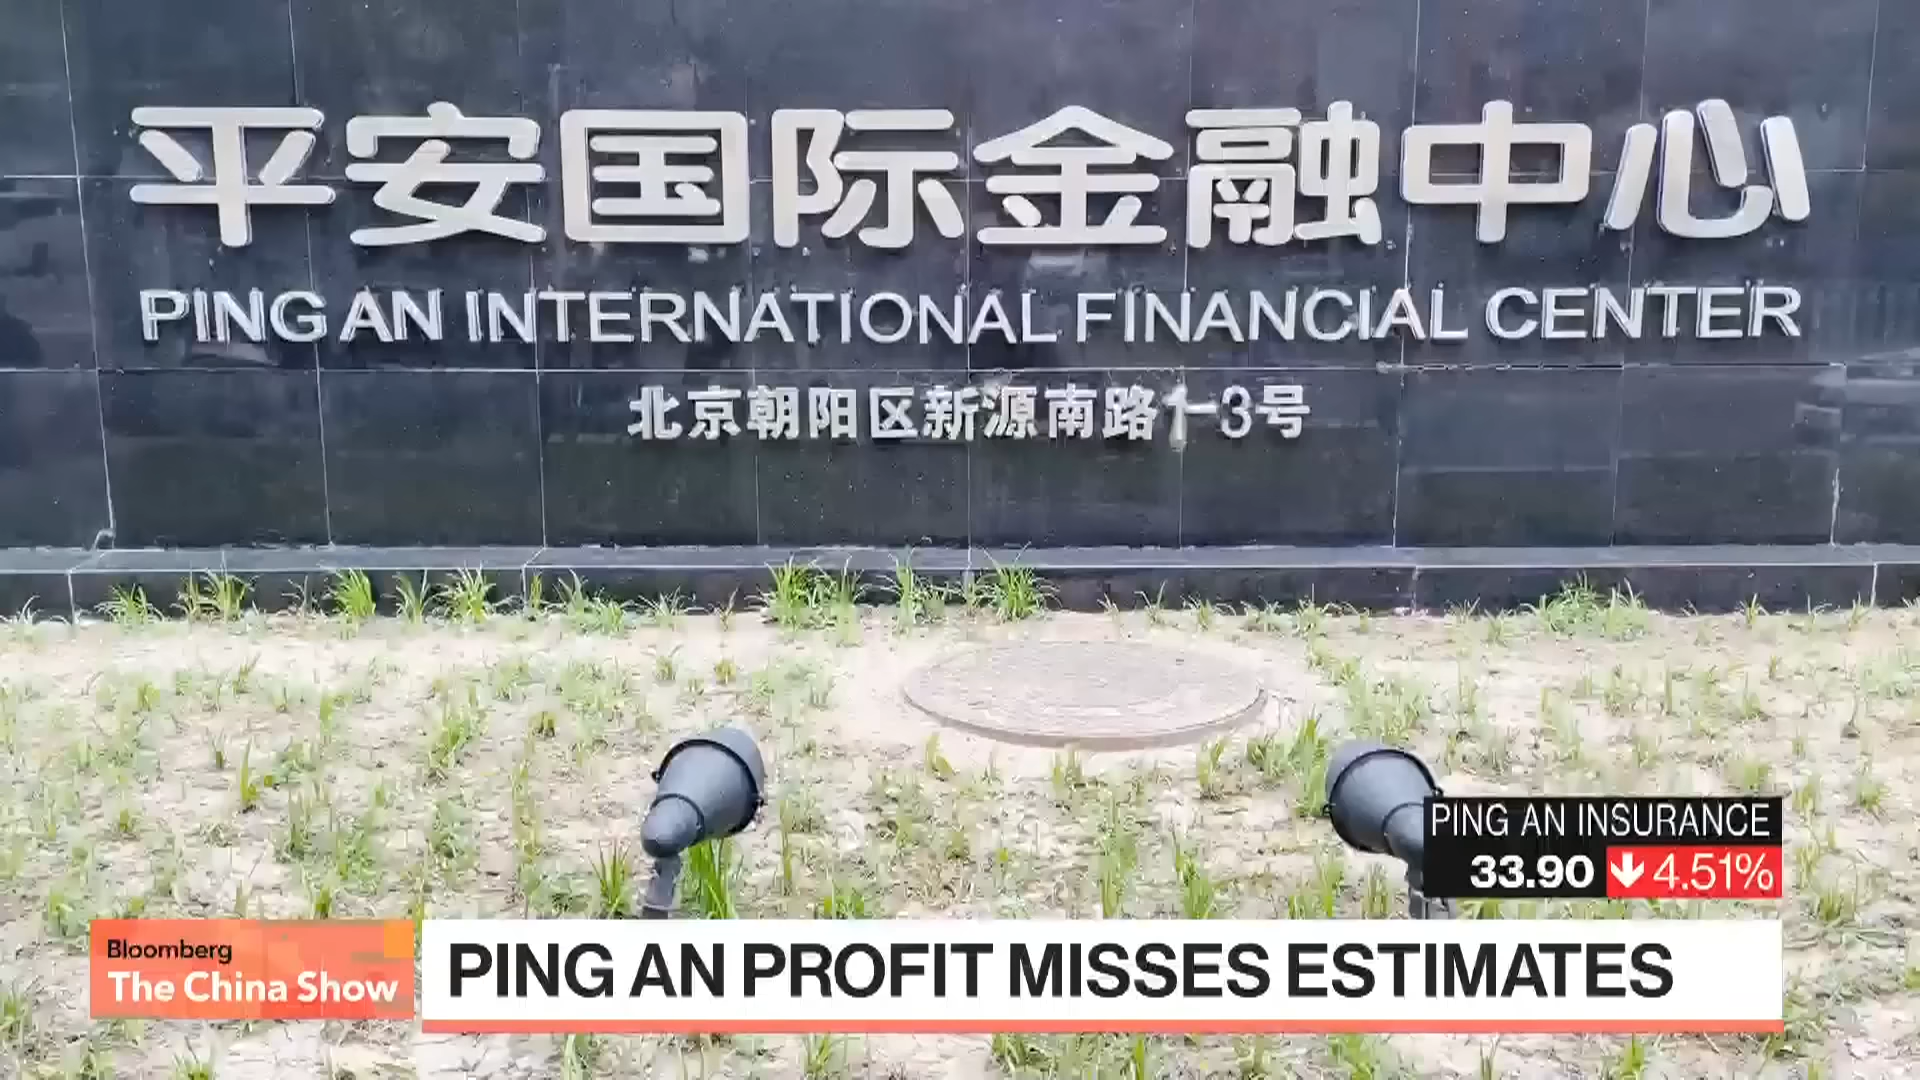 平安国际金融中心
PING AN INTERNATIONAL FINANCIAL CENTER
北京朝阳区新源南路1-3号
PING AN INSURANCE
33.90 ↓4.51%
Bloomberg
The China Show
PING AN PROFIT MISSES ESTIMATES